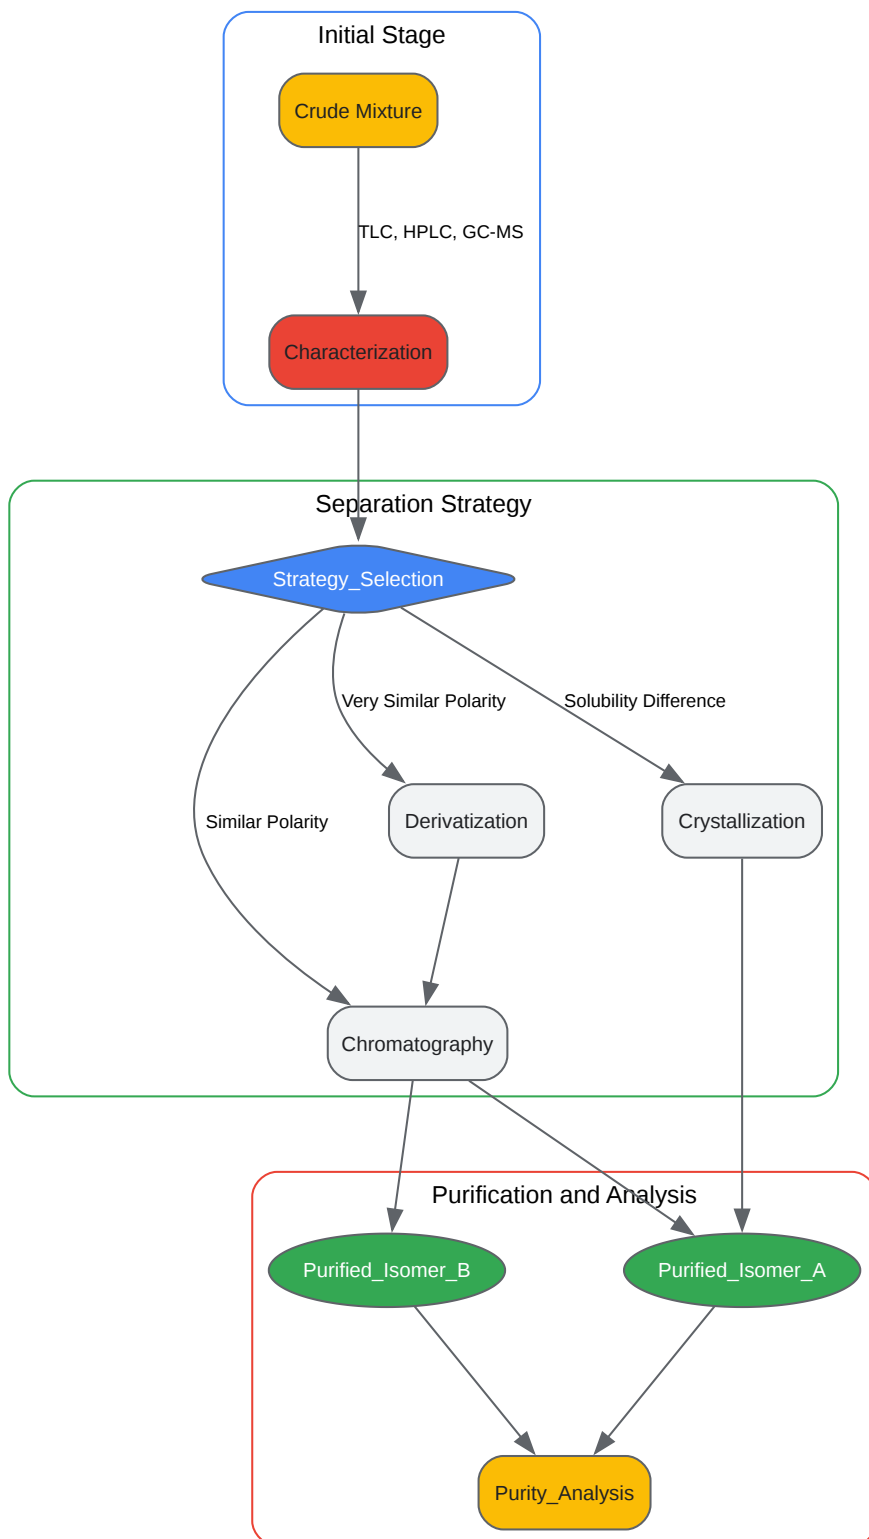 Initial Stage
Crude Mixture
TLC, HPLC, GC-MS
Characterization
Separation Strategy
Strategy_Selection
Very Similar Polarity
Solubility Difference
Similar Polarity
Derivatization
Crystallization
Chromatography
Purification and Analysis
Purified_Isomer_B
Purified_Isomer_A
Purity_Analysis